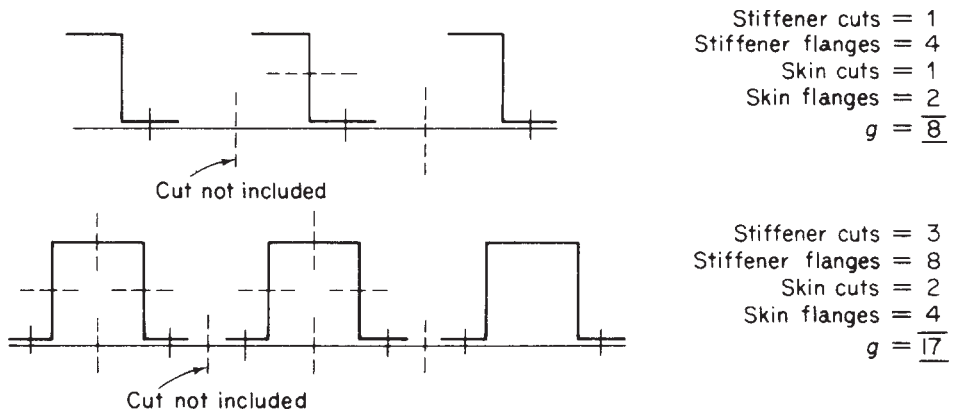 Stiffener cuts = 1
Stiffener flanges = 4
Skin cuts = 1
Skin flanges = 2
g = 8
Cut not included
Stiffener cuts = 3
Stiffener flanges = 8
Skin cuts = 2
Skin flanges = 4
g = 17
Cut not included